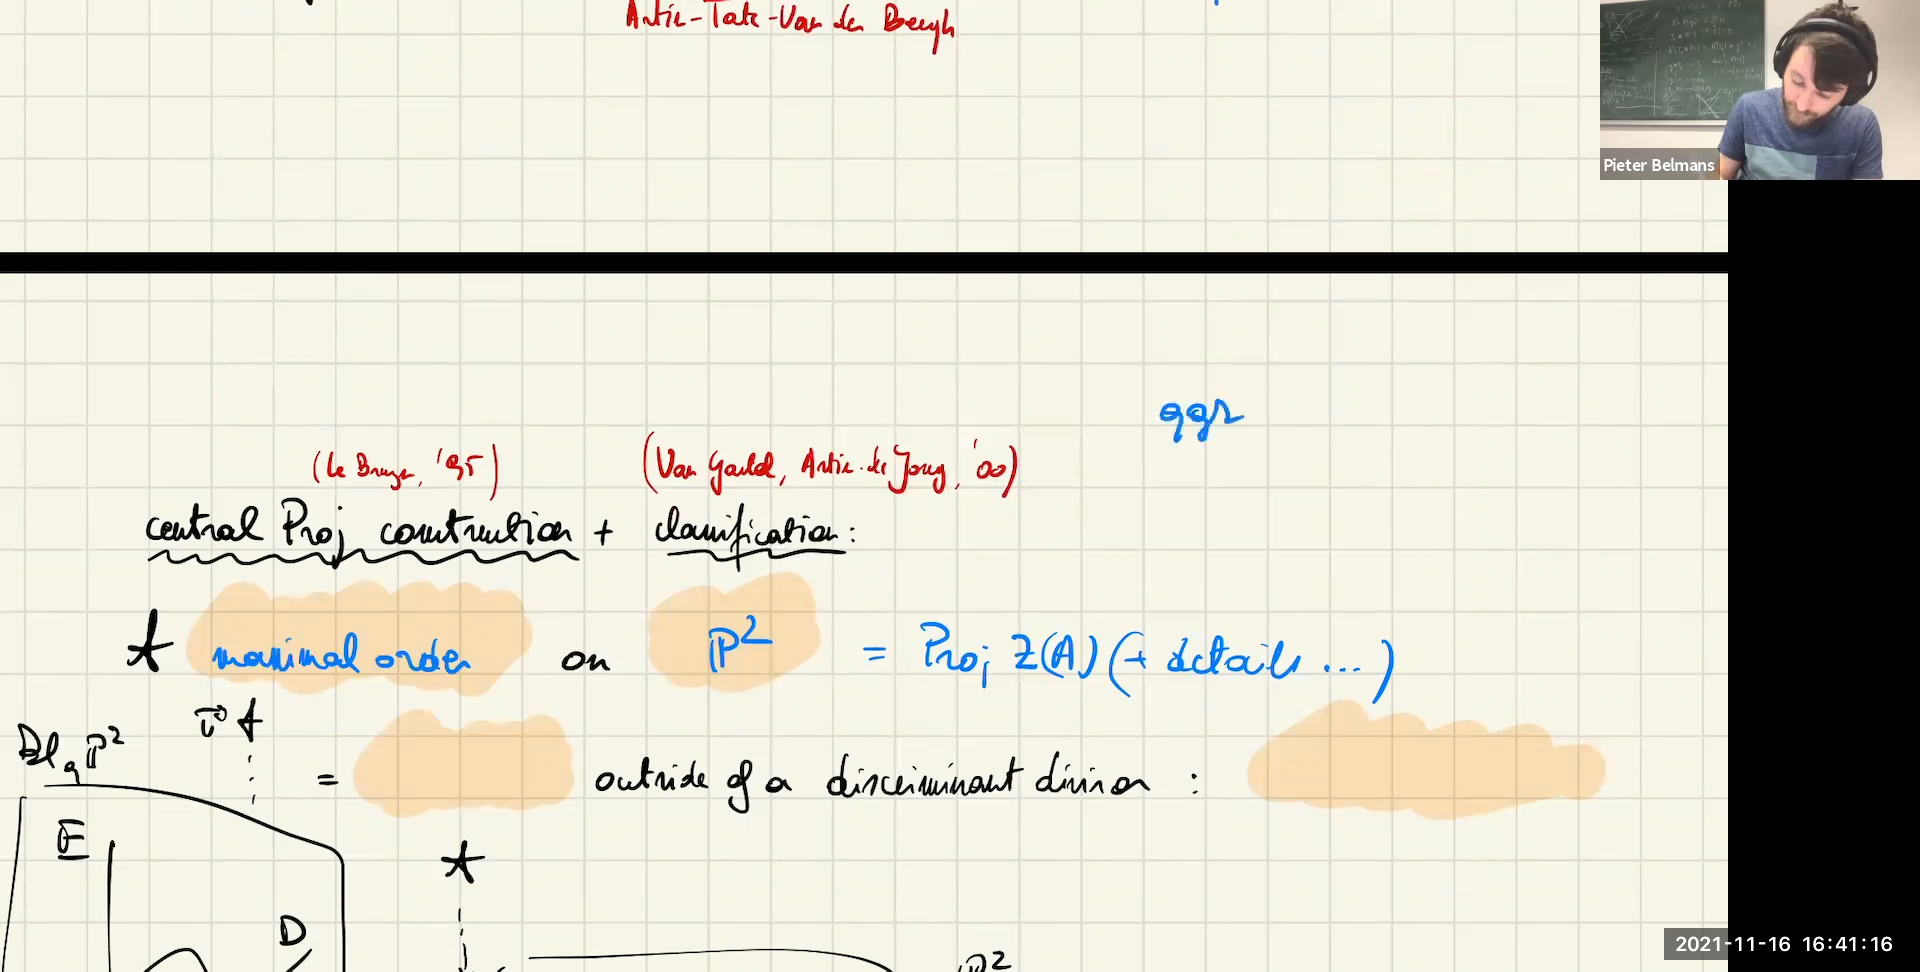 Artin-Tate-Van den Bergh
Pieter Belmans
qgr
(Le Bruyn, '95) (Van Gastel, Artin-de Jong, '00)
central Proj construction + classification:
A maximal order on P² = Proj Z(A) (+ details ...)
Bl P² A
= outside of a discriminant divisor :
E
A
D
P²
2021-11-16 16:41:16